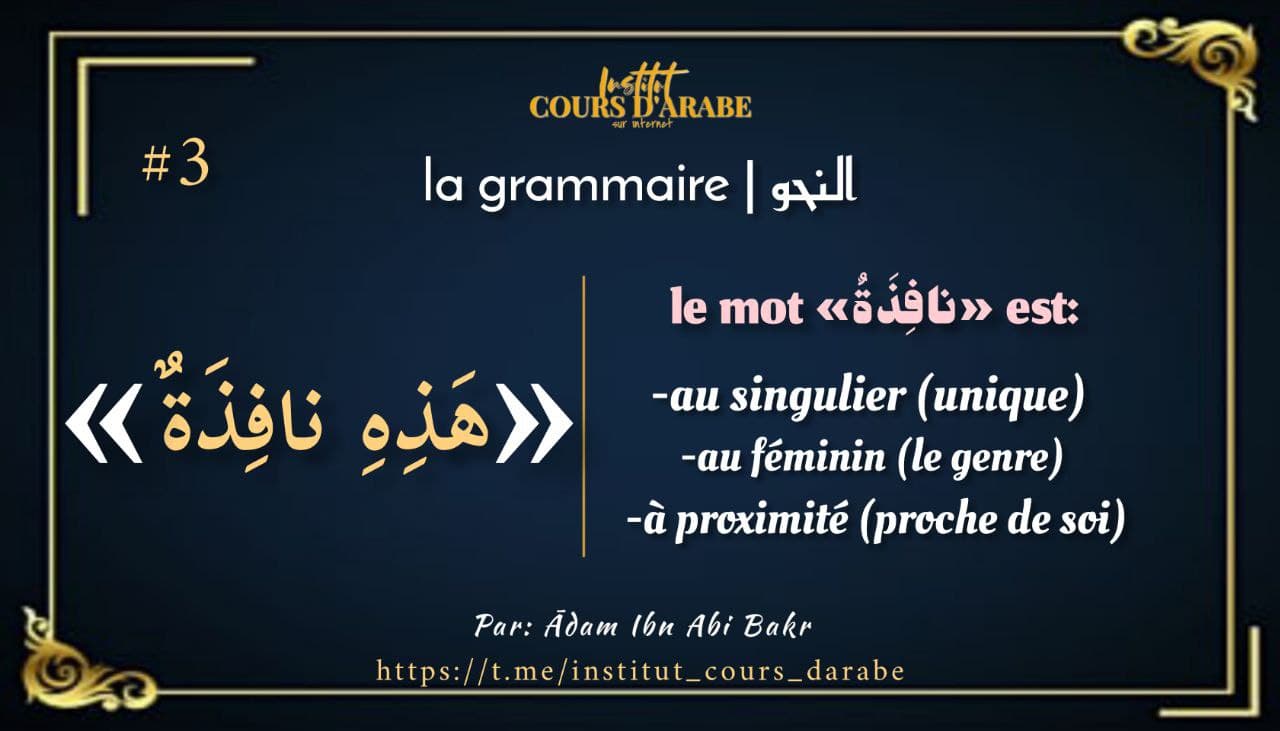 Institut
COURS D'ARABE
sur internet
#3
la grammaire | النحو
«هَذِهِ نافِذَةٌ»
le mot «نافِذَةٌ» est:
-au singulier (unique)
-au féminin (le genre)
-à proximité (proche de soi)
Par: Ādam Ibn Abi Bakr
https://t.me/institut_cours_darabe